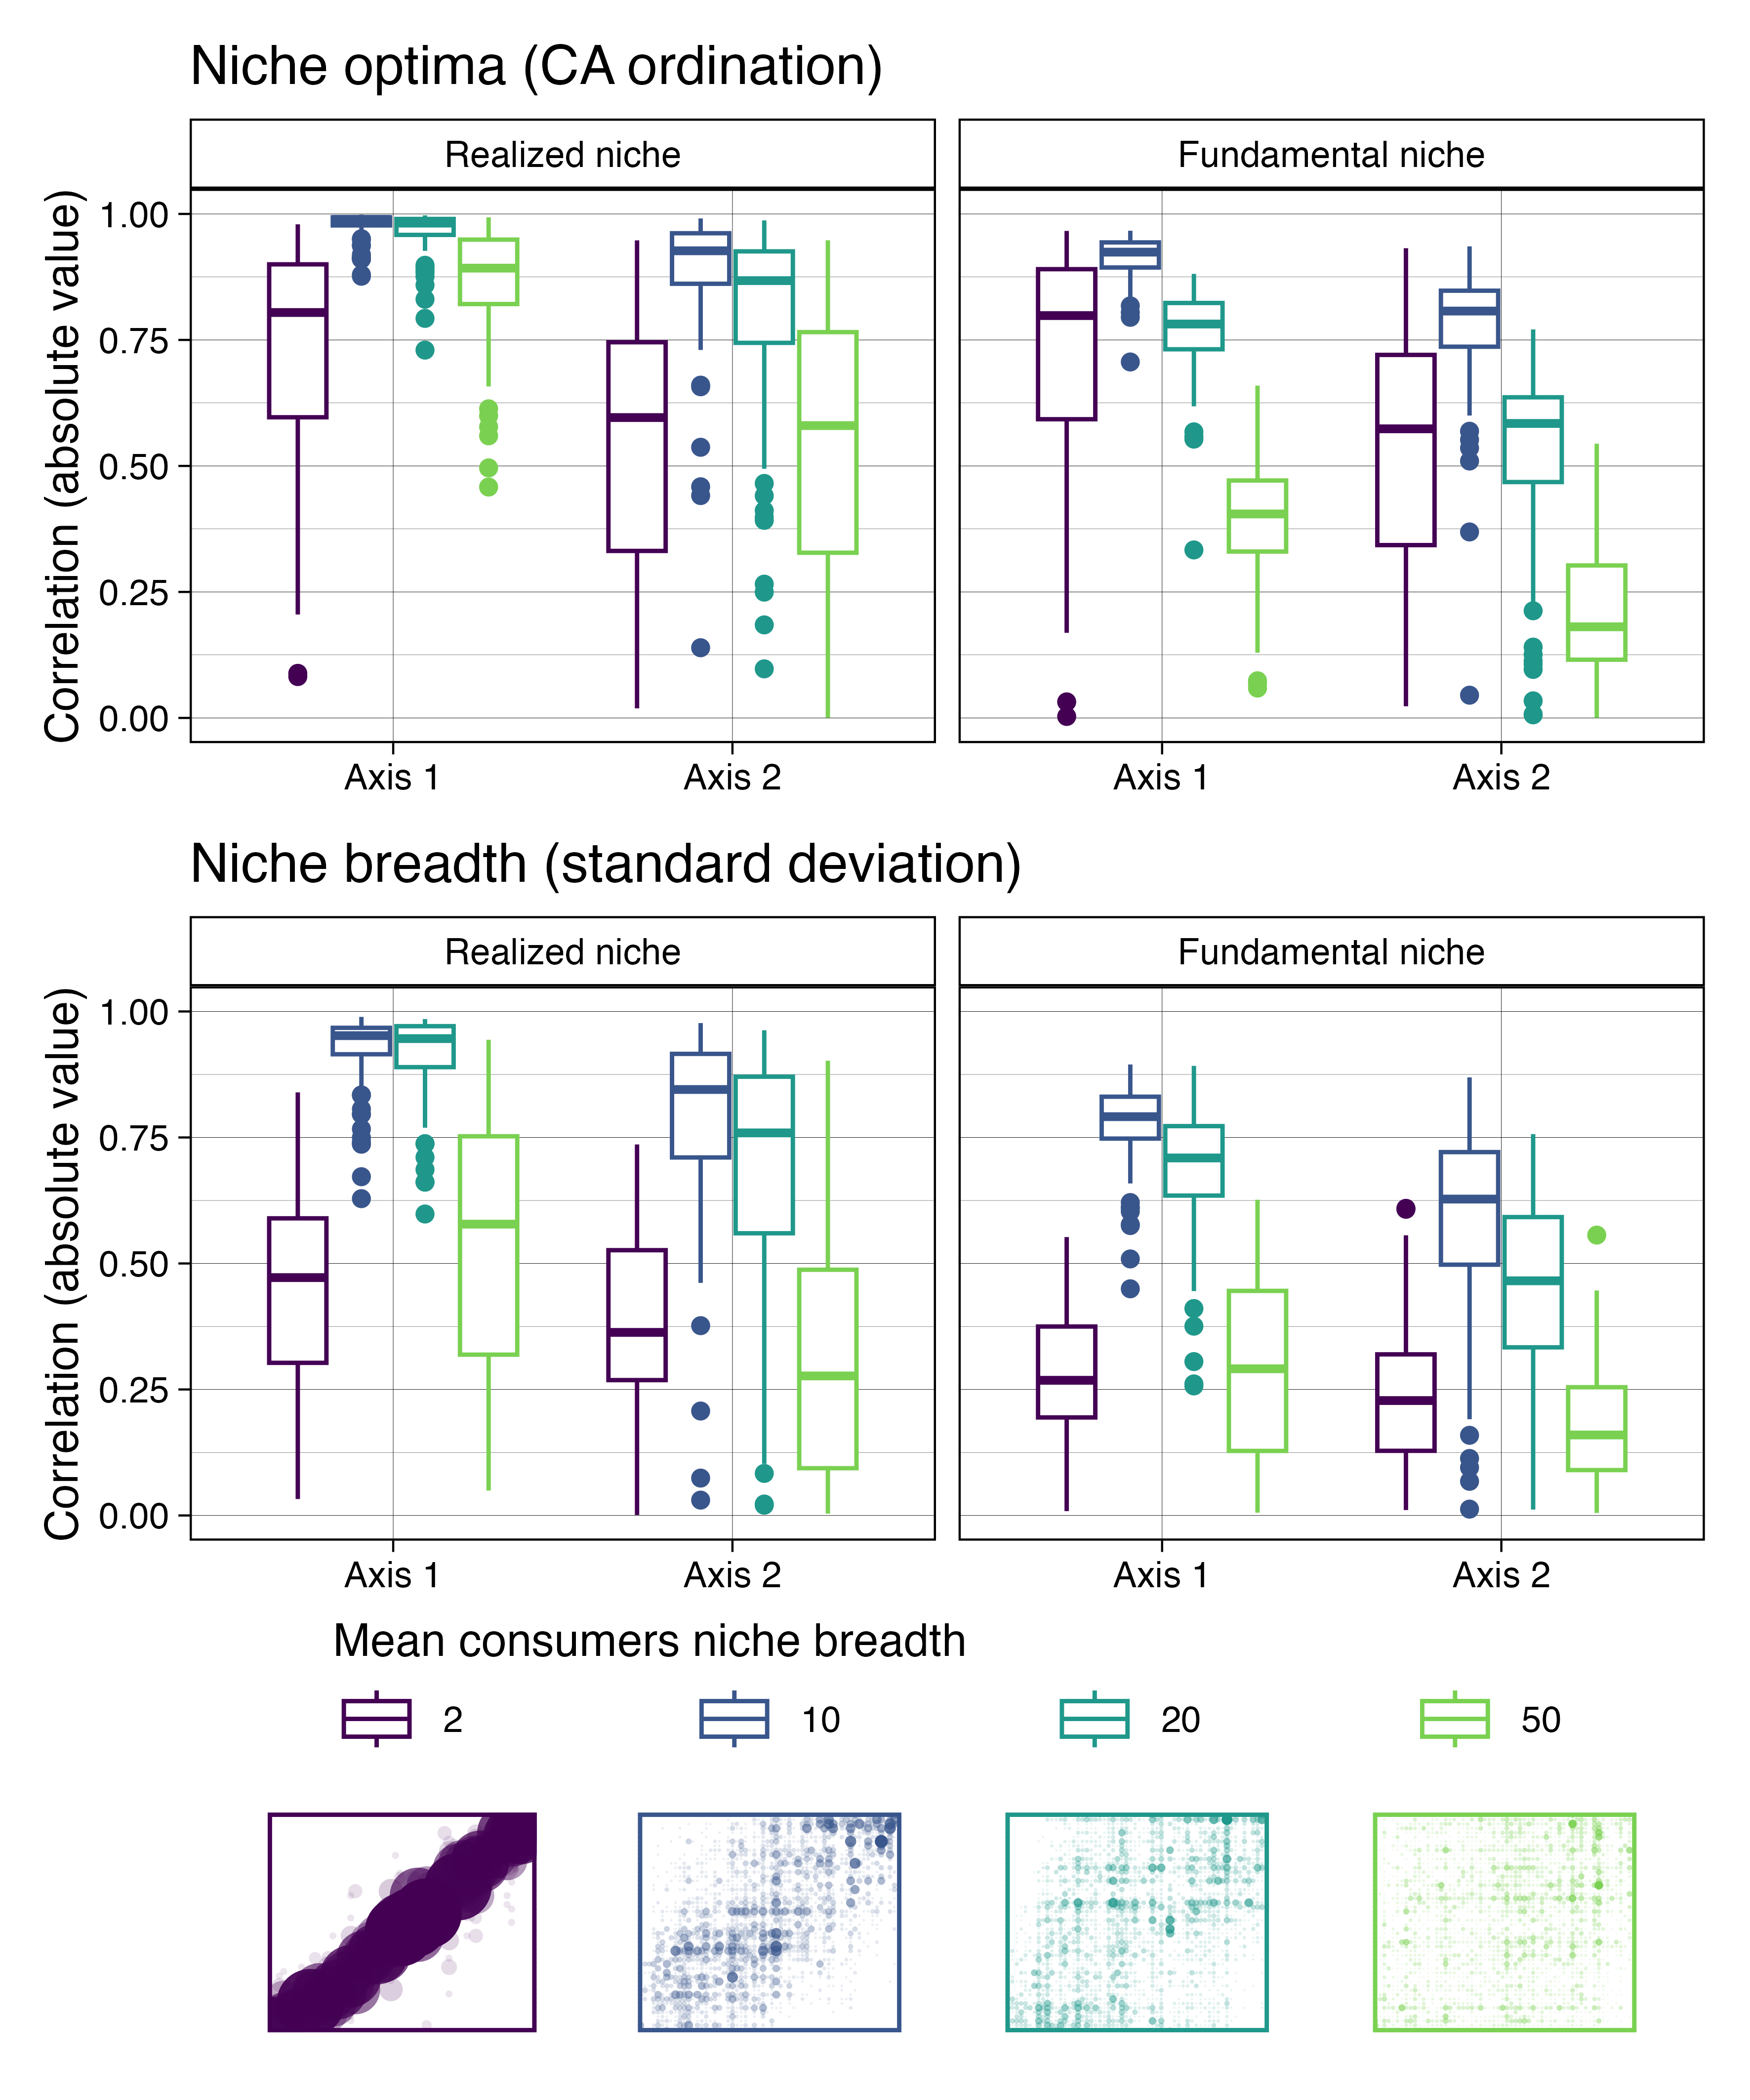 Niche optima (CA ordination)
Realized niche
Fundamental niche
Correlation (absolute value)
1.00
0.75
0.50
0.25
0.00
Axis 1
Axis 2
Axis 1
Axis 2
Niche breadth (standard deviation)
Realized niche
Fundamental niche
Correlation (absolute value)
1.00
0.75
0.50
0.25
0.00
Axis 1
Axis 2
Axis 1
Axis 2
Mean consumers niche breadth
2
10
20
50